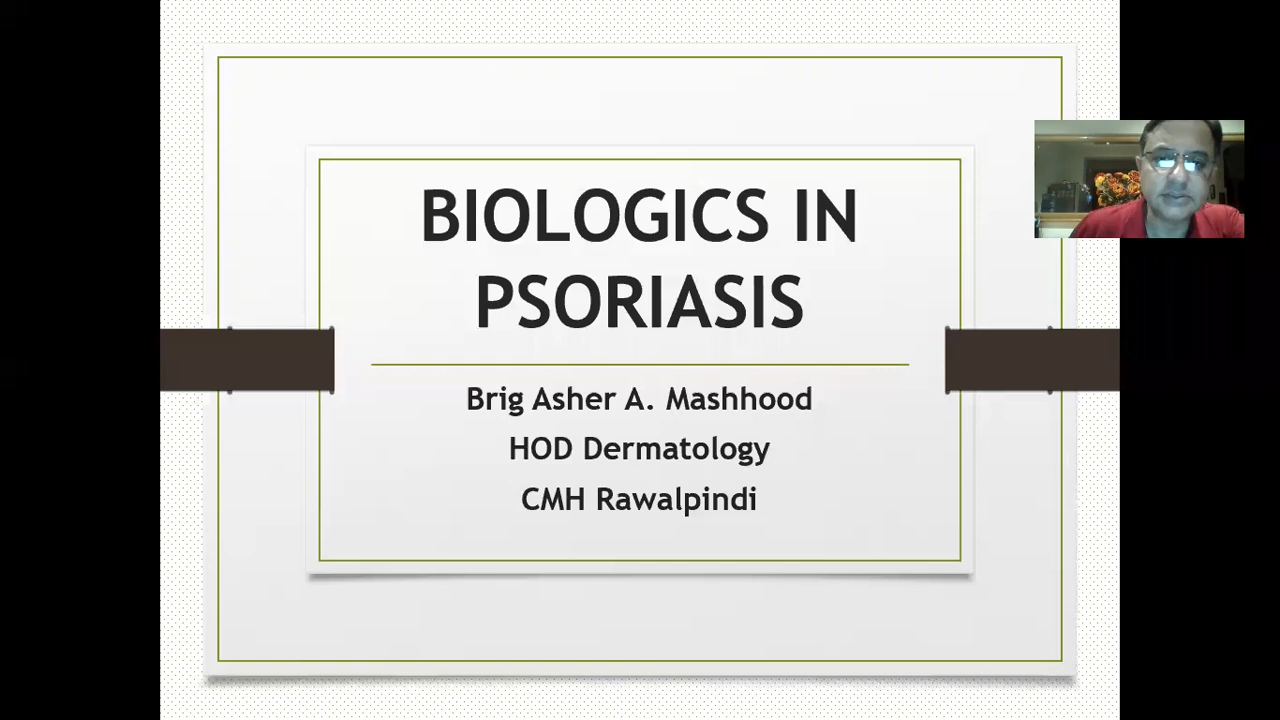 BIOLOGICS IN
PSORIASIS
Brig Asher A. Mashhood
HOD Dermatology
CMH Rawalpindi